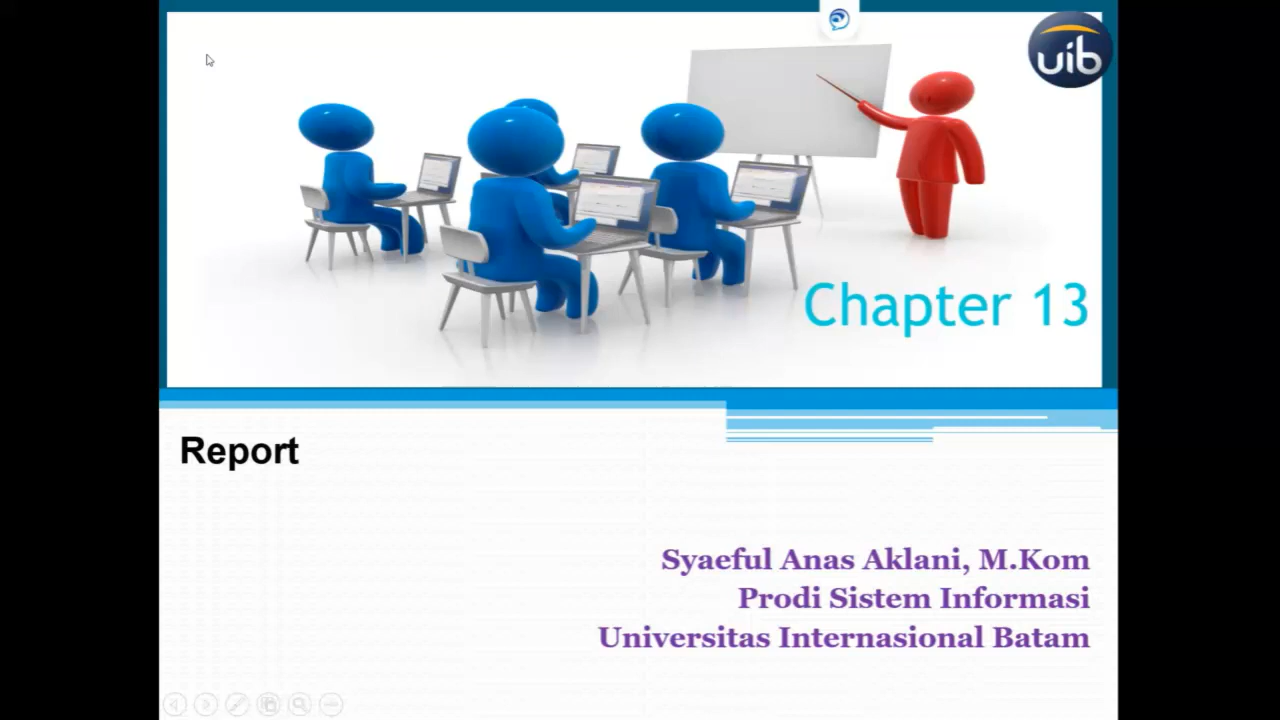 uib
Chapter 13
Report
Syaeful Anas Aklani, M.Kom
Prodi Sistem Informasi
Universitas Internasional Batam